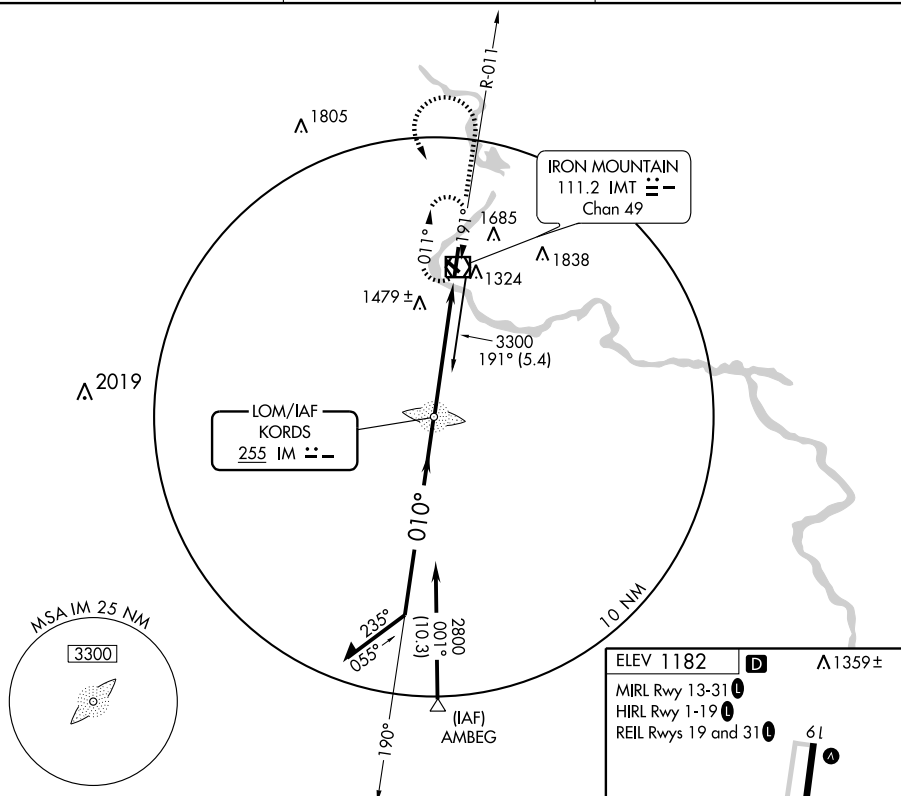 R-011
1805
IRON MOUNTAIN
111.2 IMT
Chan 49
191°
011°
1685
1838
1324
1479 ±
3300
191° (5.4)
2019
LOM/IAF
KORDS
255 IM
010°
10 NM
235°
055°
2800
001°
(10.3)
190°
(IAF)
AMBEG
MSA IM 25 NM
3300
ELEV 1182
D
1359 ±
MIRL Rwy 13-31 L
HIRL Rwy 1-19 L
REIL Rwys 19 and 31 L
19
A